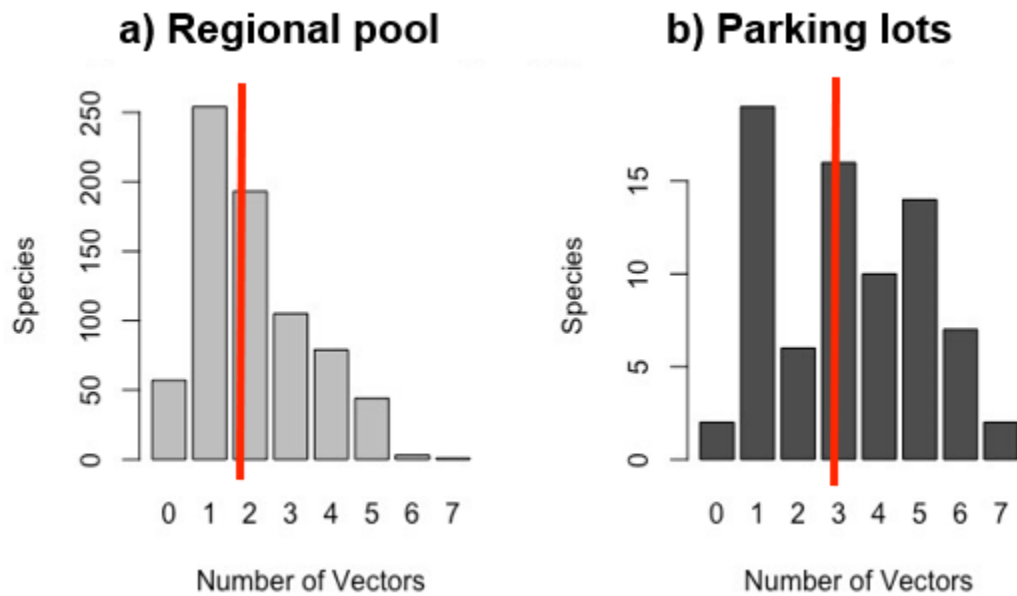 a) Regional pool
250
200
150
100
50
0
Species
0 1 2 3 4 5 6 7
Number of Vectors
b) Parking lots
15
10
5
0
Species
0 1 2 3 4 5 6 7
Number of Vectors